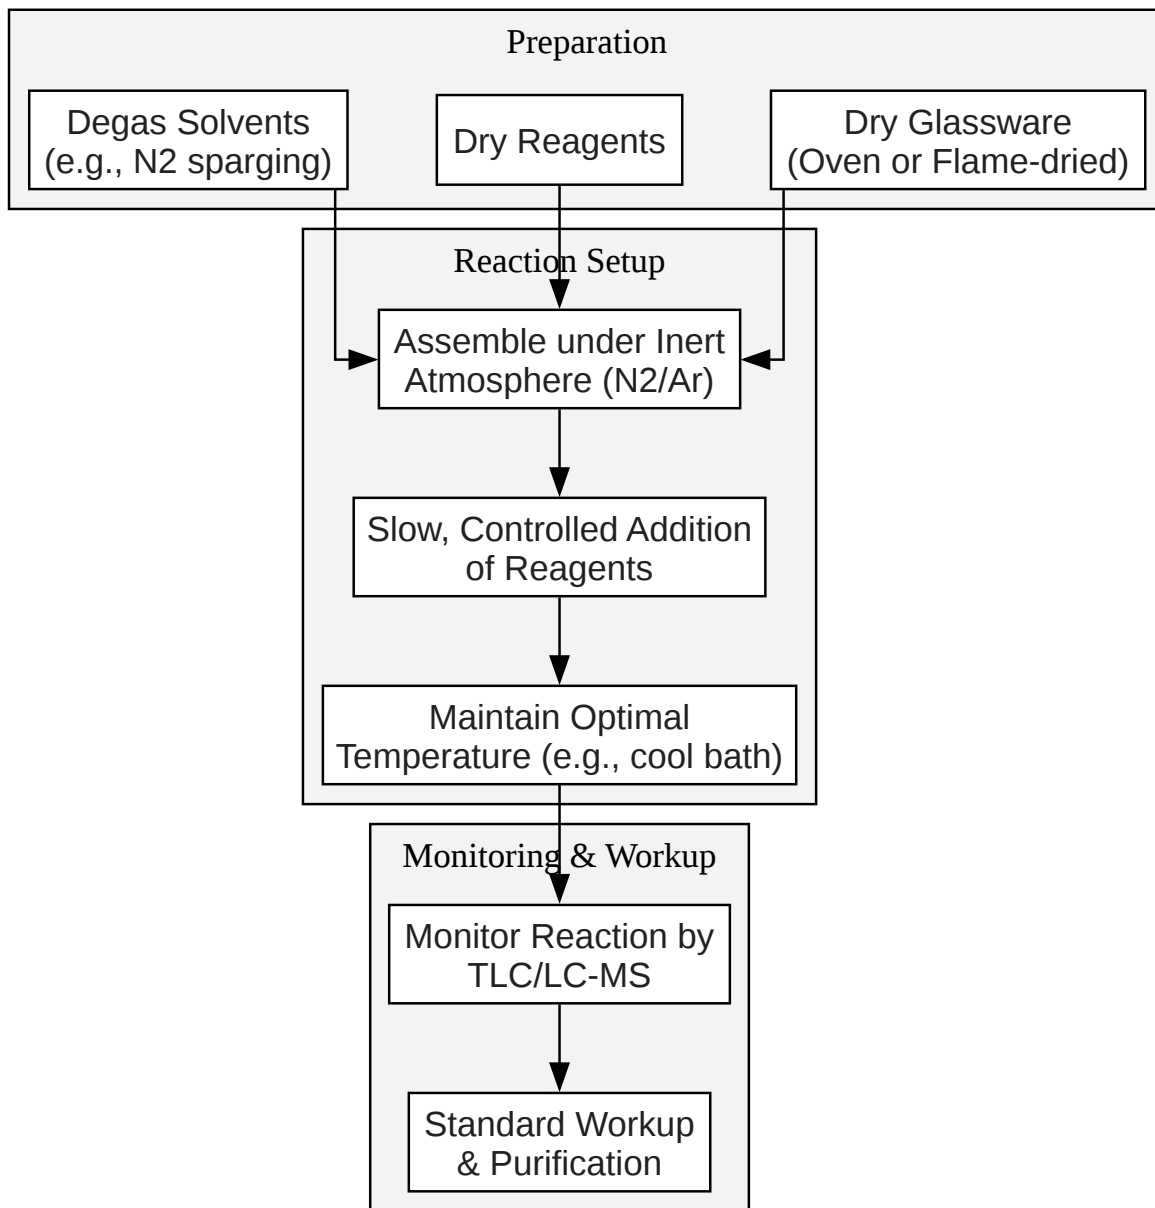 Preparation
Degas Solvents
(e.g., N2 sparging)
Dry Reagents
Dry Glassware
(Oven or Flame-dried)
Reaction Setup
Assemble under Inert
Atmosphere (N2/Ar)
Slow, Controlled Addition
of Reagents
Maintain Optimal
Temperature (e.g., cool bath)
Monitoring & Workup
Monitor Reaction by
TLC/LC-MS
Standard Workup
& Purification